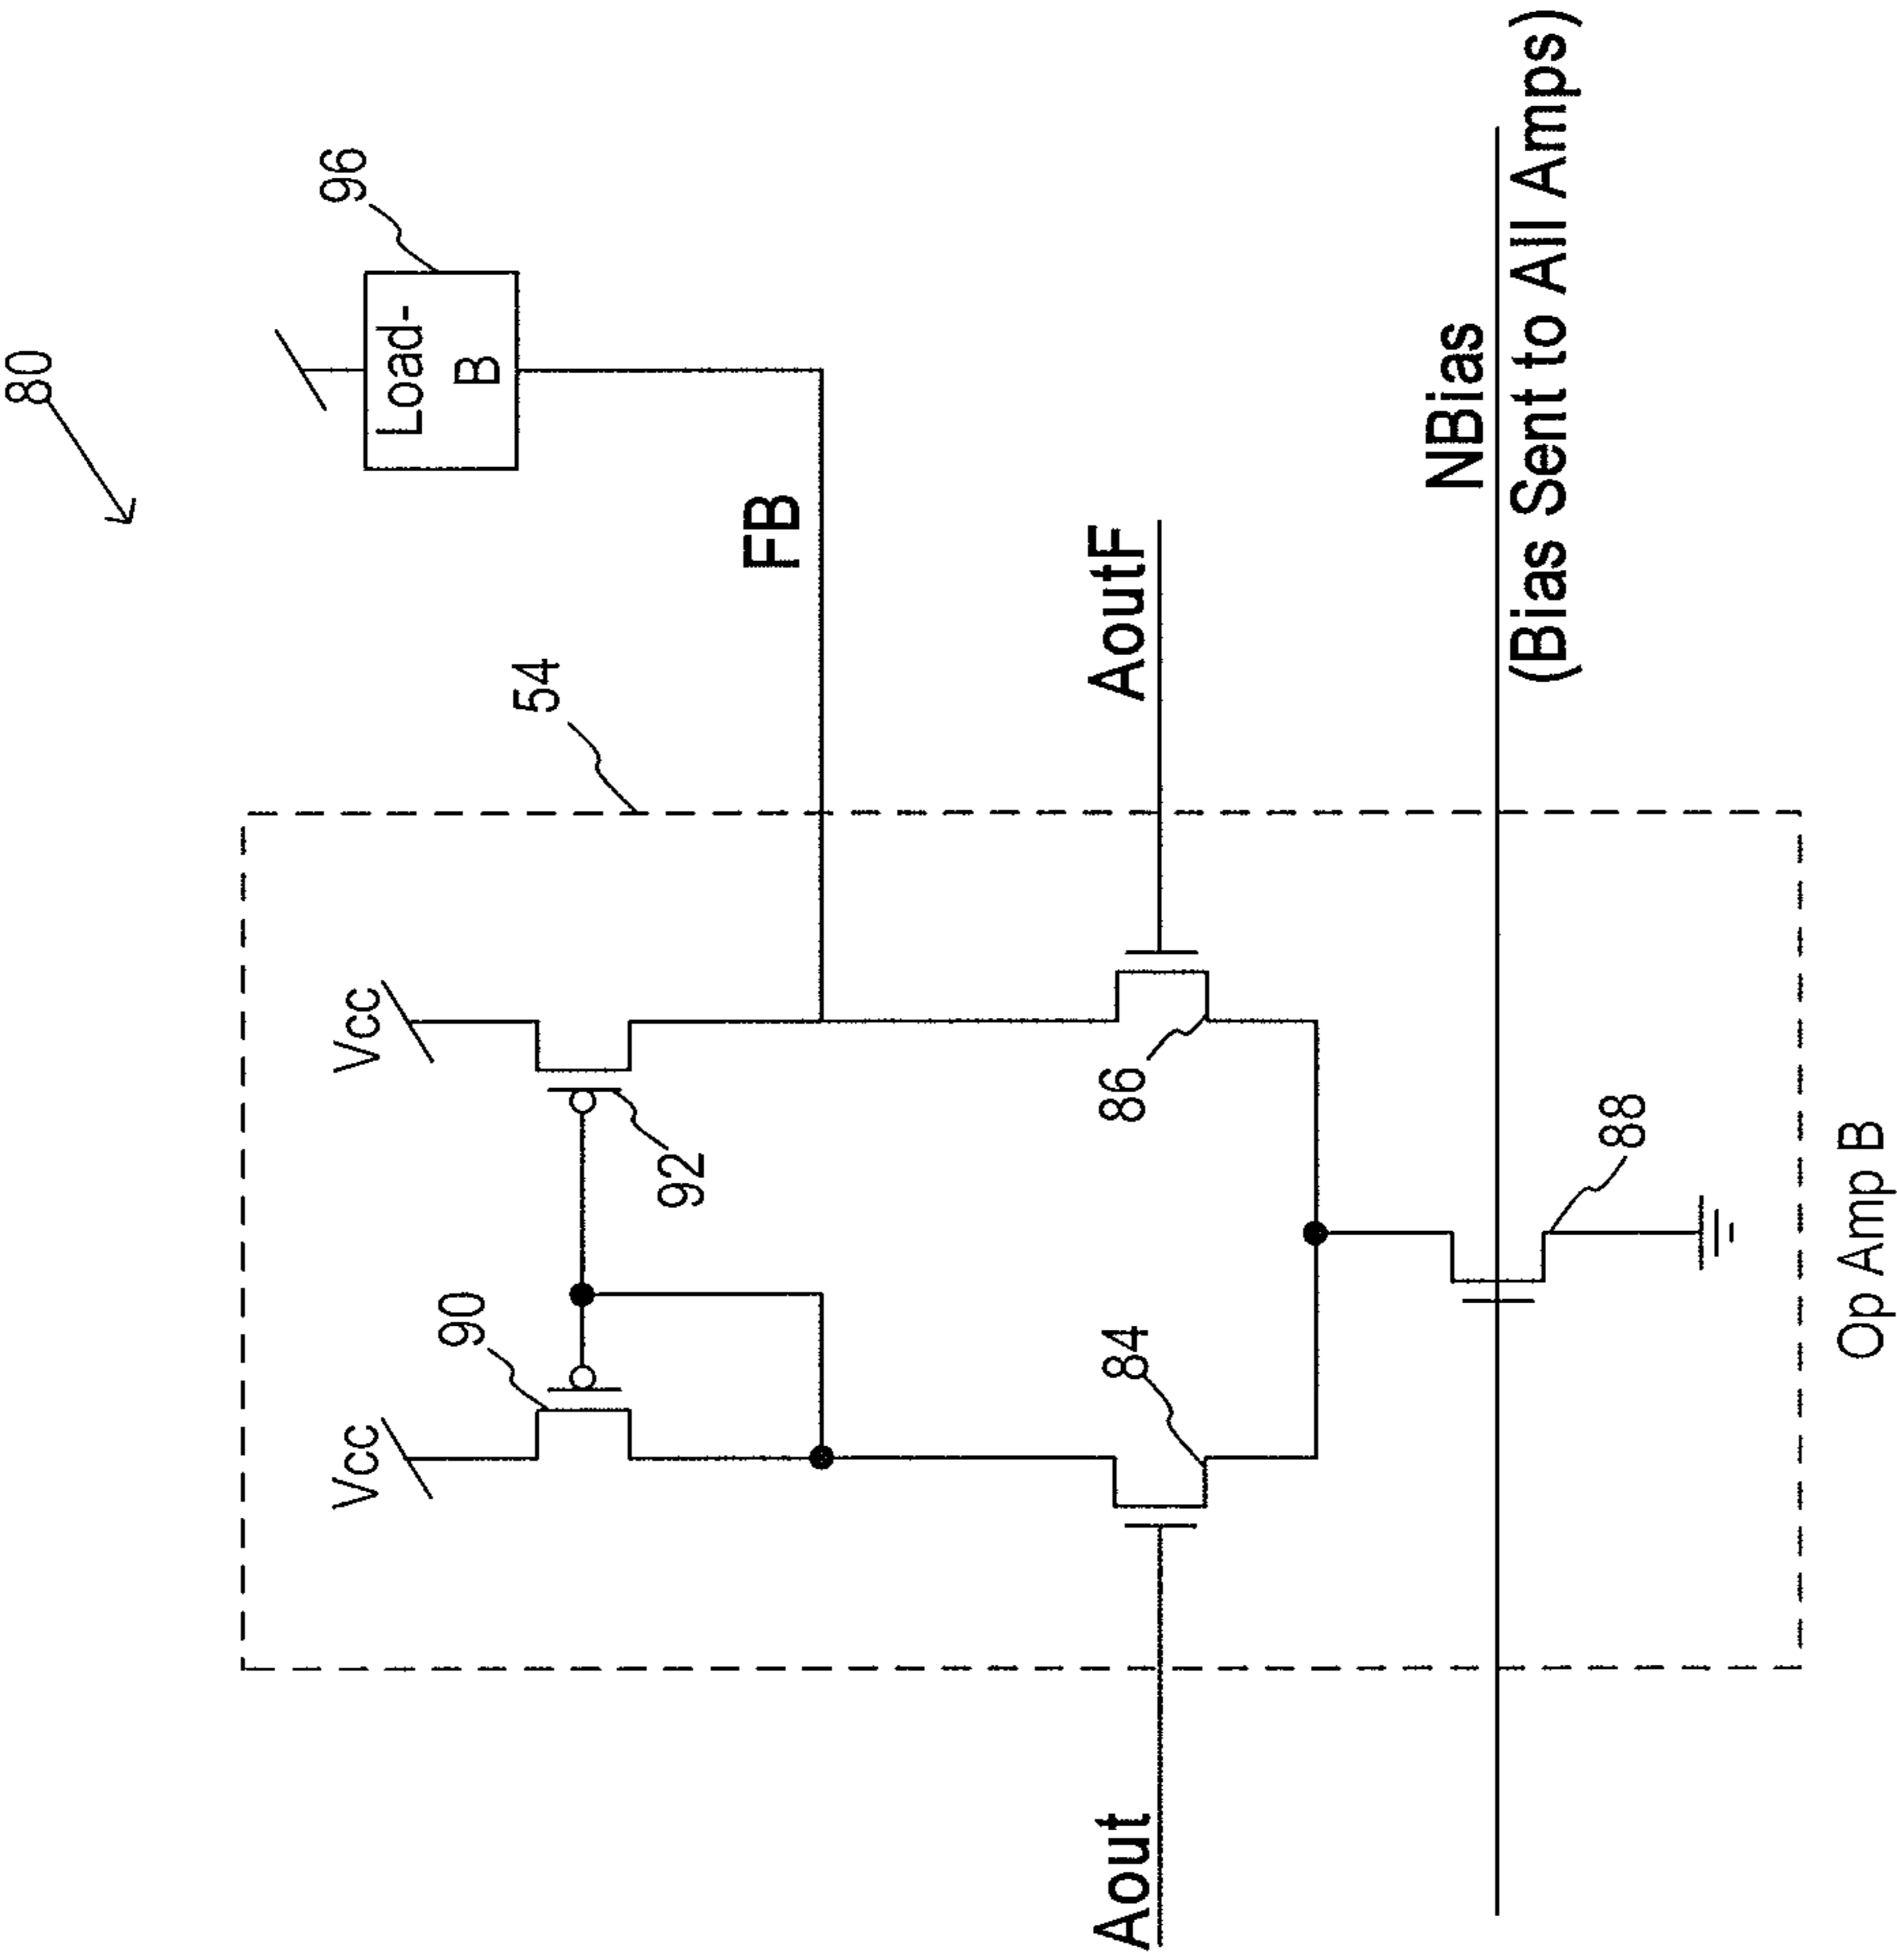 80
96
Load-
B
54
FB
Vcc
Vcc
90
92
AoutF
Aout
86
84
NBias
(Bias Sent to All Amps)
88
Op Amp B